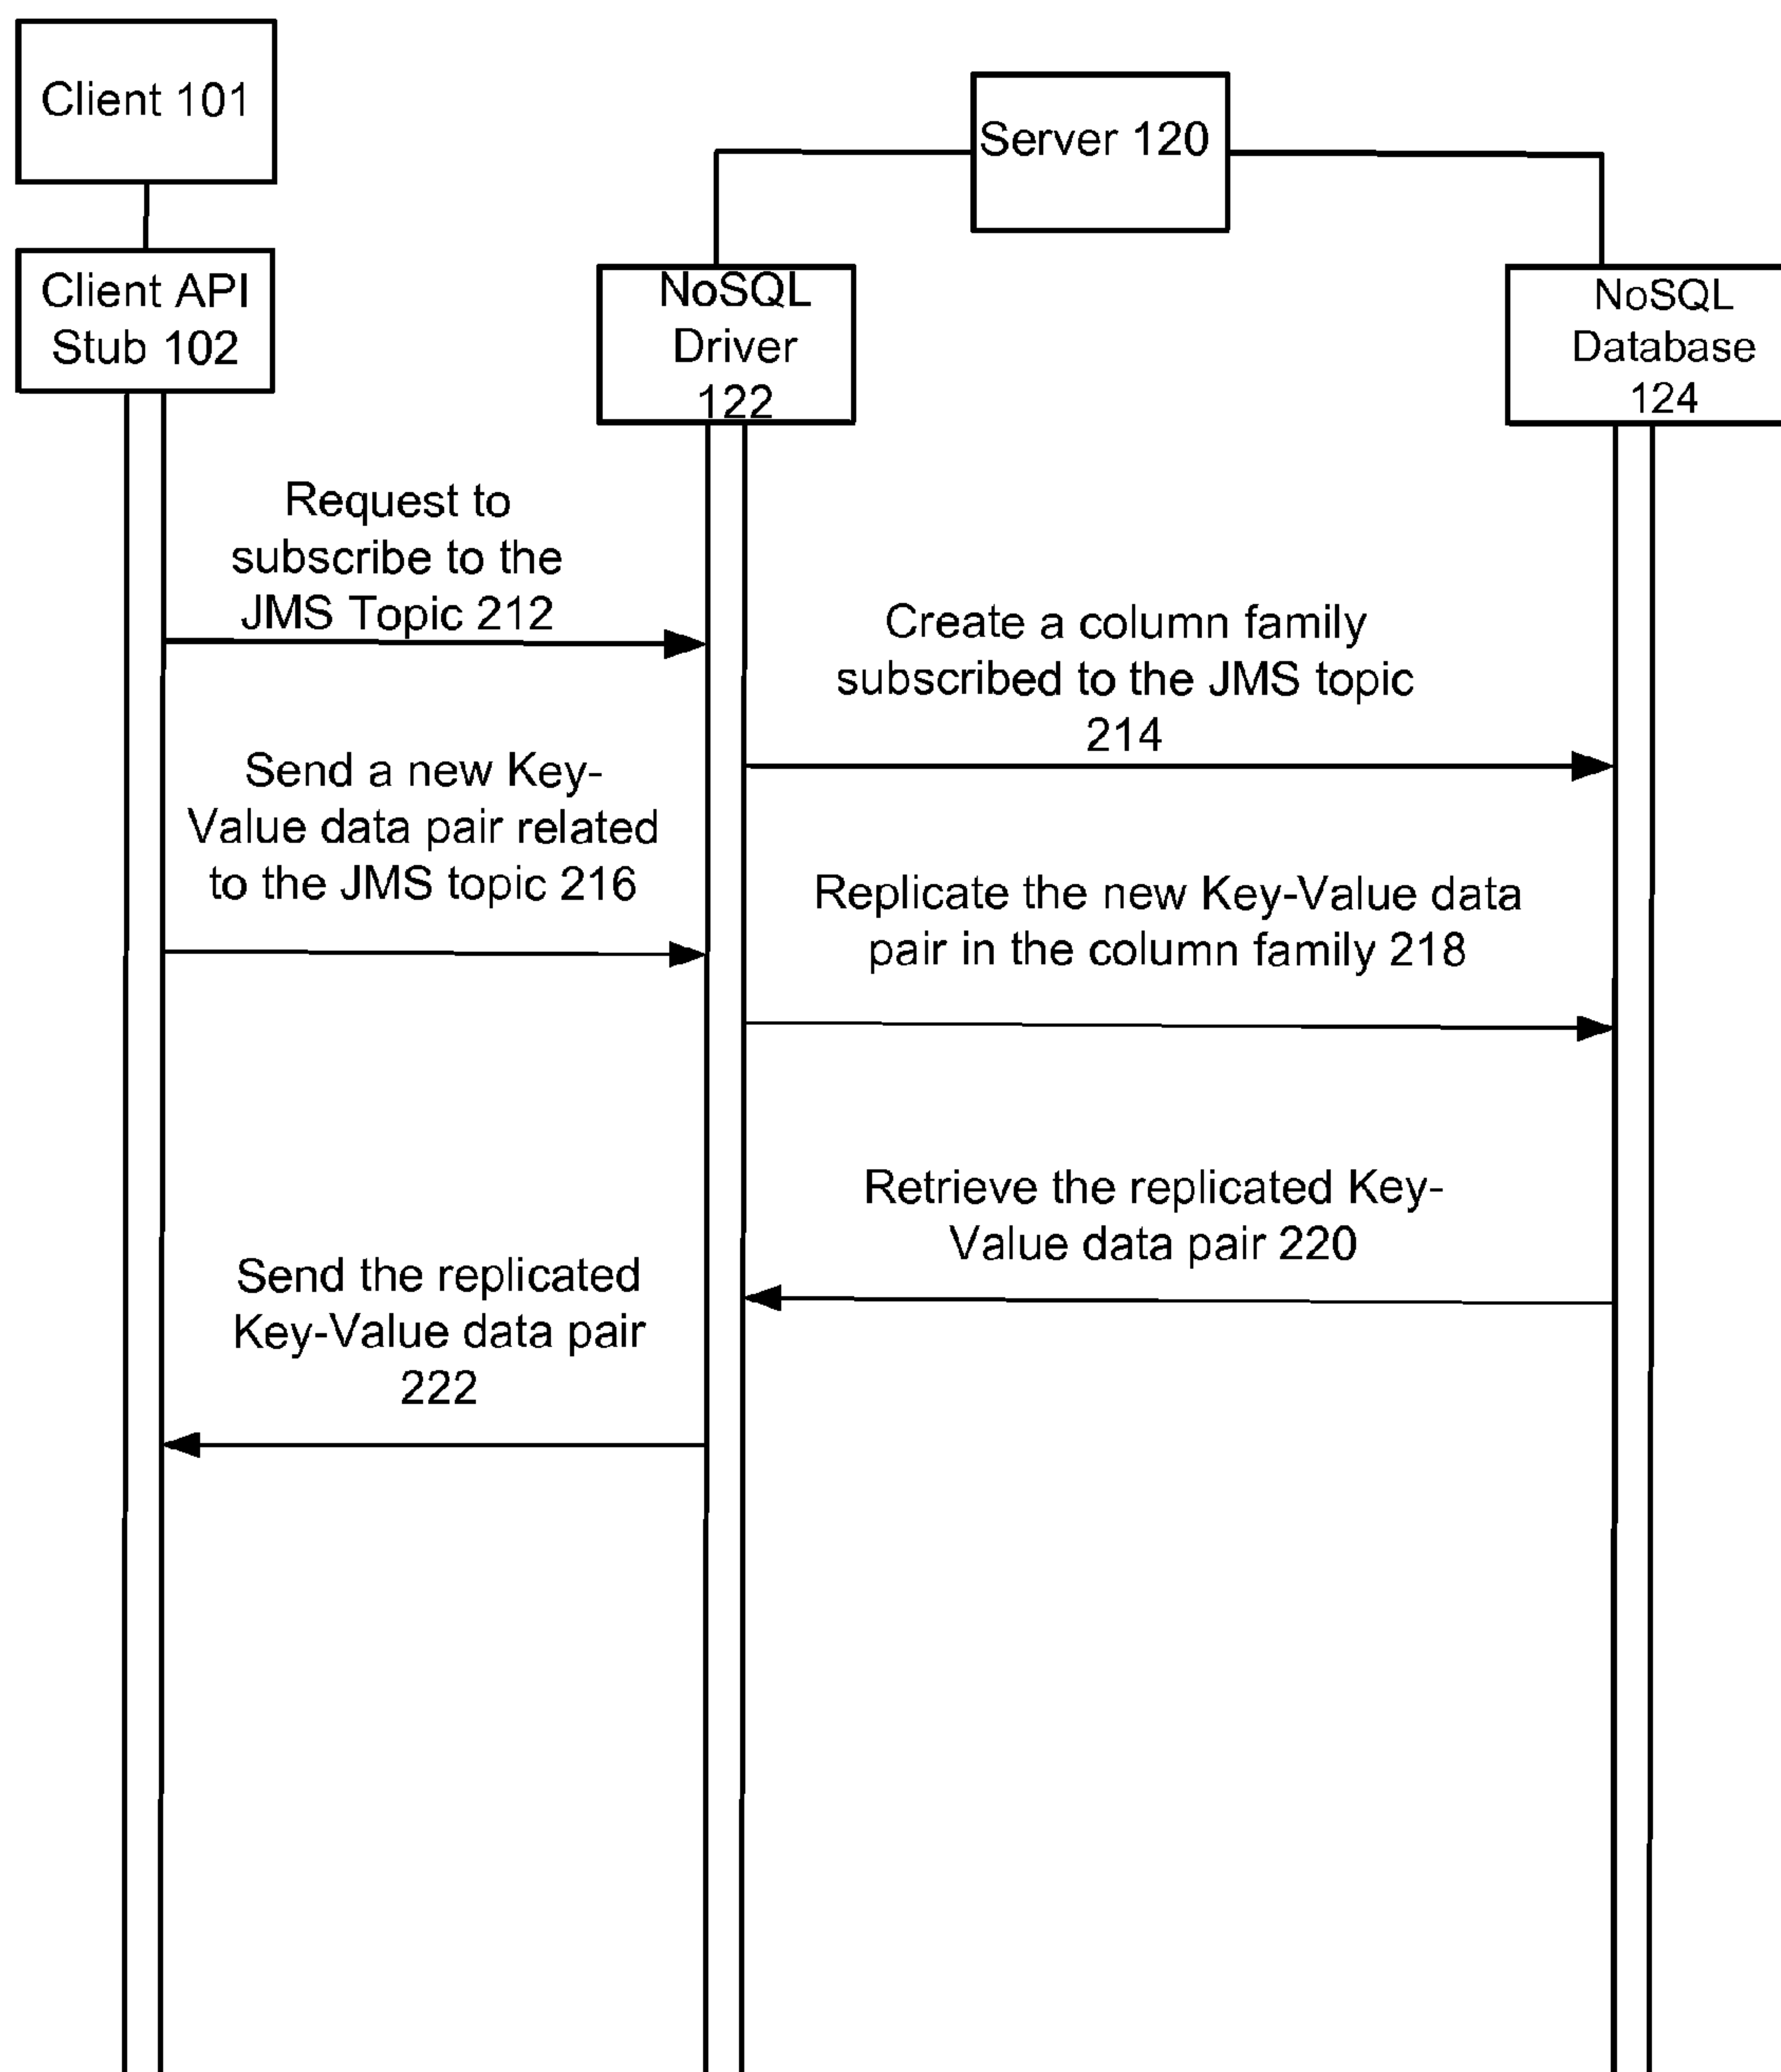 Client 101
Server 120
Client API
Stub 102
NoSQL
Driver
122
NoSQL
Database
124
Request to
subscribe to the
JMS Topic 212
Create a column family
subscribed to the JMS topic
214
Send a new Key-
Value data pair related
to the JMS topic 216
Replicate the new Key-Value data
pair in the column family 218
Retrieve the replicated Key-
Value data pair 220
Send the replicated
Key-Value data pair
222